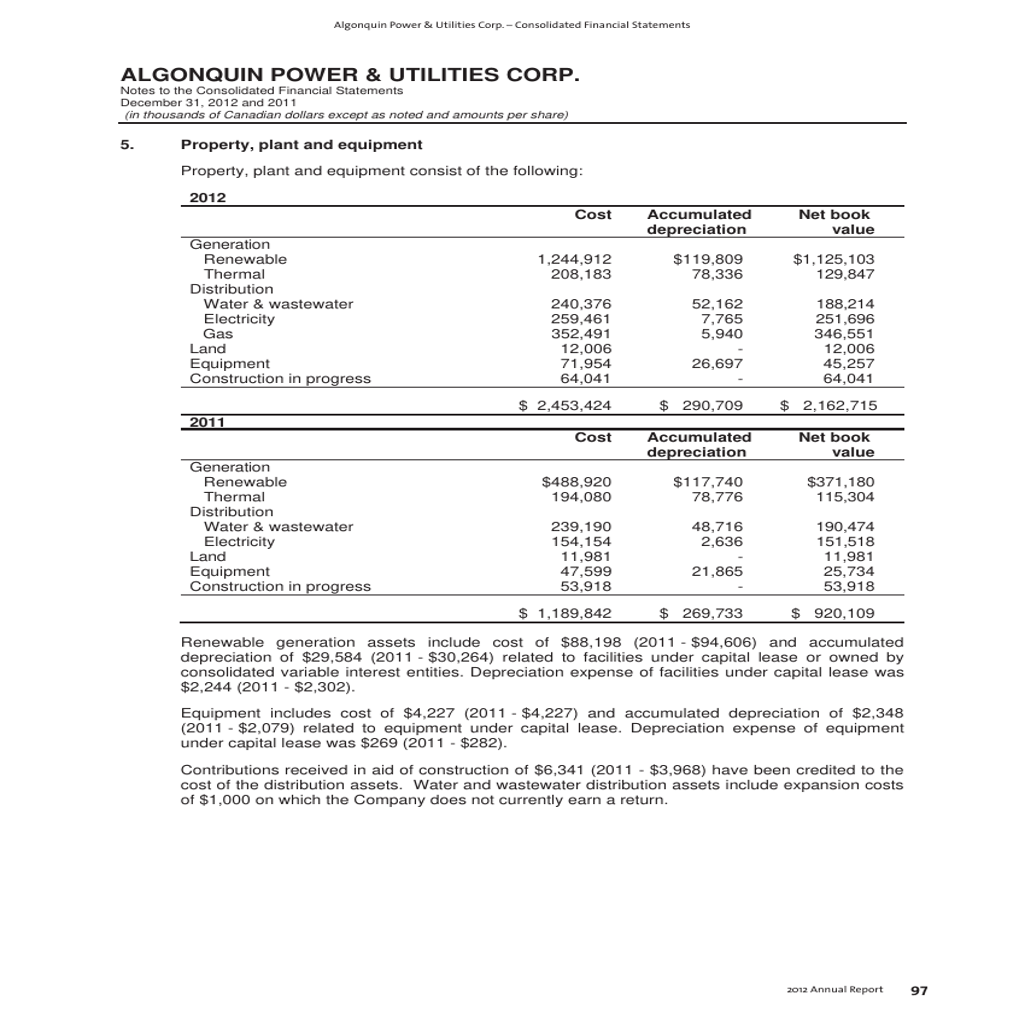 Algonquin Power & Utilities Corp. – Consolidated Financial Statements
ALGONQUIN POWER & UTILITIES CORP.
Notes to the Consolidated Financial Statements
December 31, 2012 and 2011
(in thousands of Canadian dollars except as noted and amounts per share)
5. Property, plant and equipment
Property, plant and equipment consist of the following:
2012
Cost Accumulated depreciation Net book value
Generation
Renewable 1,244,912 $119,809 $1,125,103
Thermal 208,183 78,336 129,847
Distribution
Water & wastewater 240,376 52,162 188,214
Electricity 259,461 7,765 251,696
Gas 352,491 5,940 346,551
Land 12,006 - 12,006
Equipment 71,954 26,697 45,257
Construction in progress 64,041 - 64,041
$ 2,453,424 $ 290,709 $ 2,162,715
2011
Cost Accumulated depreciation Net book value
Generation
Renewable $488,920 $117,740 $371,180
Thermal 194,080 78,776 115,304
Distribution
Water & wastewater 239,190 48,716 190,474
Electricity 154,154 2,636 151,518
Land 11,981 - 11,981
Equipment 47,599 21,865 25,734
Construction in progress 53,918 - 53,918
$ 1,189,842 $ 269,733 $ 920,109
Renewable generation assets include cost of $88,198 (2011 - $94,606) and accumulated
depreciation of $29,584 (2011 - $30,264) related to facilities under capital lease or owned by
consolidated variable interest entities. Depreciation expense of facilities under capital lease was
$2,244 (2011 - $2,302).
Equipment includes cost of $4,227 (2011 - $4,227) and accumulated depreciation of $2,348
(2011 - $2,079) related to equipment under capital lease. Depreciation expense of equipment
under capital lease was $269 (2011 - $282).
Contributions received in aid of construction of $6,341 (2011 - $3,968) have been credited to the
cost of the distribution assets. Water and wastewater distribution assets include expansion costs
of $1,000 on which the Company does not currently earn a return.
2012 Annual Report 97